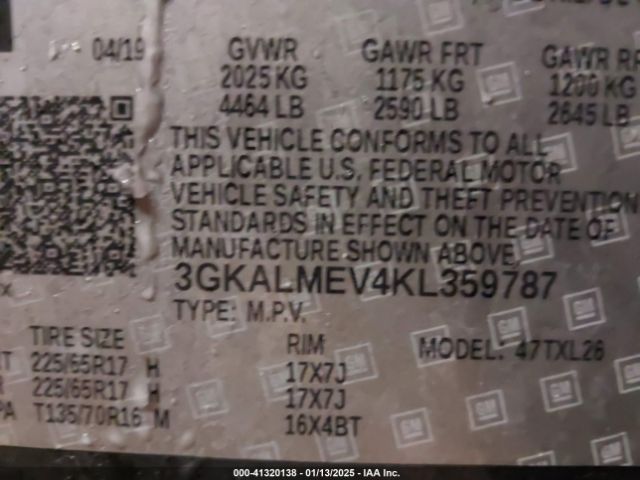 04/19 GVWR GAWR FRT GAWR
2025 KG 1175 KG 1200 KG
4464 LB 2590 LB 2645 LB
THIS VEHICLE CONFORMS TO ALL
APPLICABLE U.S. FEDERAL MOTOR
VEHICLE SAFETY AND THEFT PREVENTION
STANDARDS IN EFFECT ON THE DATE OF
MANUFACTURE SHOWN ABOVE.
3GKALMEV4KL359787
TYPE: M.P.V.
TIRE SIZE RIM MODEL: 47TXL26
225/65R17 H 17X7J
225/65R17 H 17X7J
T135/70R16 M 16X4BT
000-41320138 - 01/13/2025 - IAA Inc.